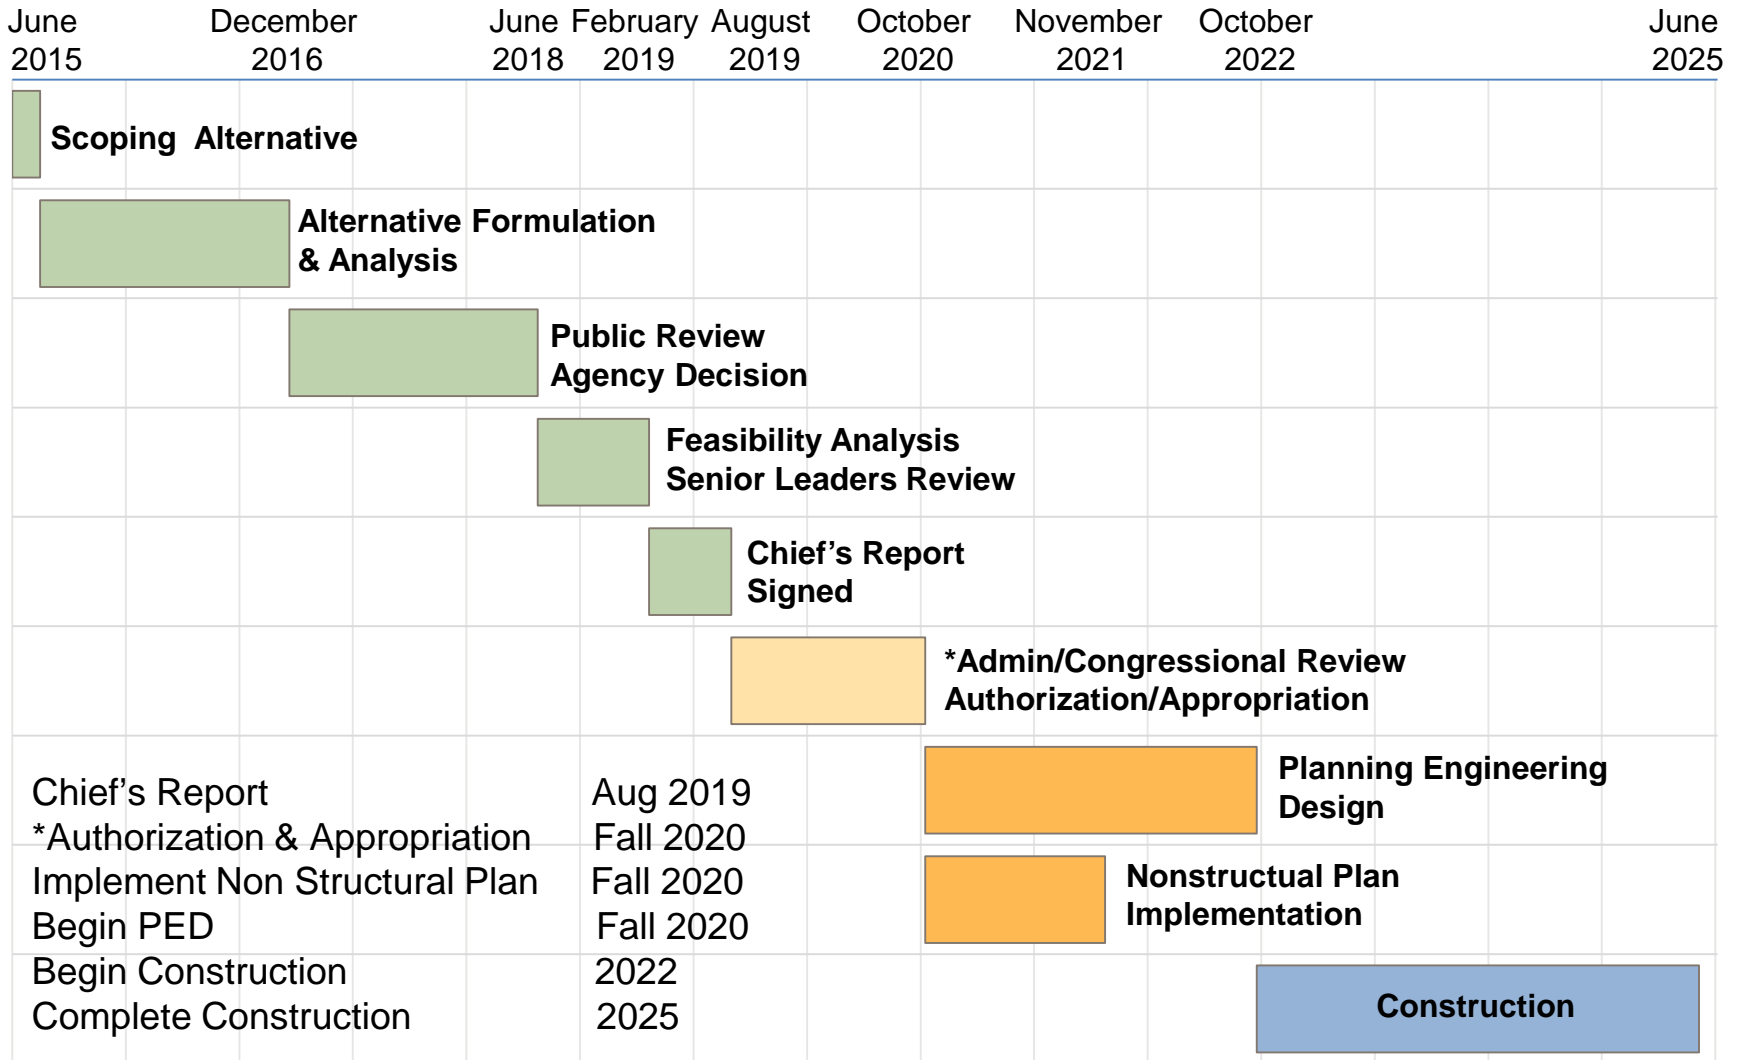 June December June February August October November October June
2015 2016 2018 2019 2019 2020 2021 2022 2025
Scoping Alternative
Alternative Formulation
& Analysis
Public Review
Agency Decision
Feasibility Analysis
Senior Leaders Review
Chief’s Report
Signed
*Admin/Congressional Review
Authorization/Appropriation
Planning Engineering
Design
Nonstructual Plan
Implementation
Construction
Chief’s Report Aug 2019
*Authorization & Appropriation Fall 2020
Implement Non Structural Plan Fall 2020
Begin PED Fall 2020
Begin Construction 2022
Complete Construction 2025